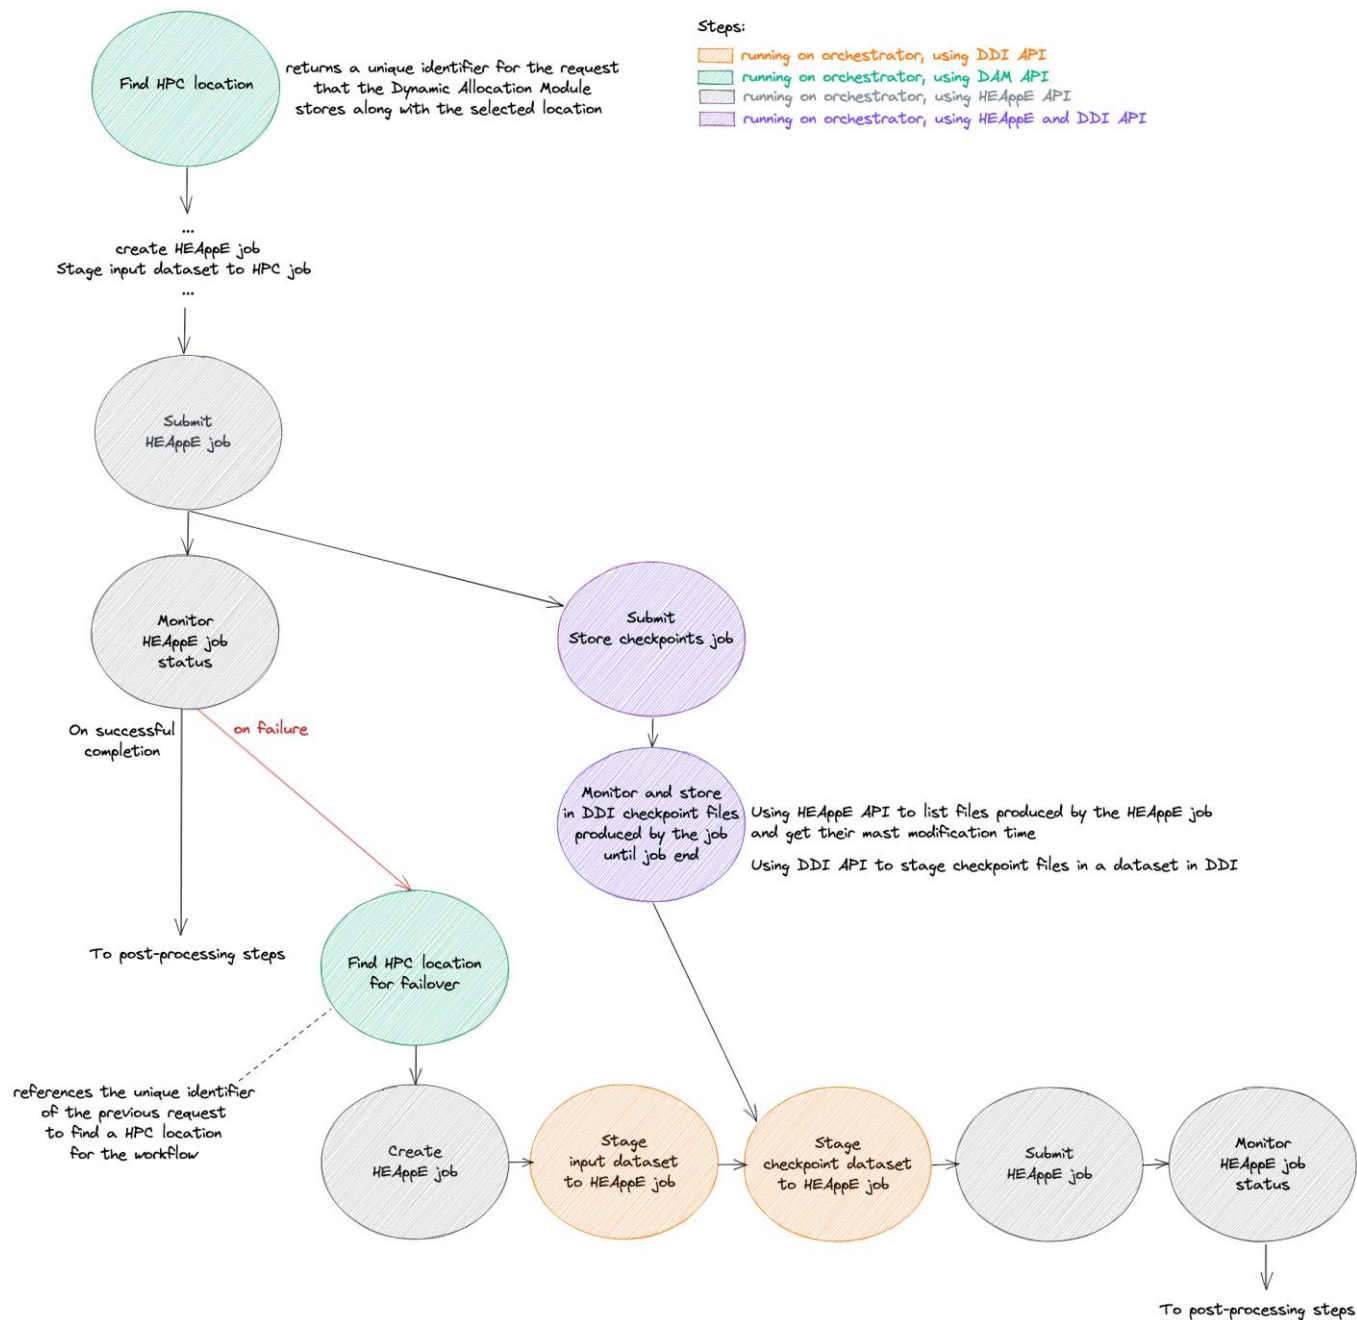 Steps:
running on orchestrator, using DDI API
running on orchestrator, using DAM API
running on orchestrator, using HEAppE API
running on orchestrator, using HEAppE and DDI API
Find HPC location
returns a unique identifier for the request
that the Dynamic Allocation Module
stores along with the selected location
...
create HEAppE job
Stage input dataset to HPC job
...
Submit
HEAppE job
Monitor
HEAppE job
status
Submit
Store checkpoints job
On successful
completion
on failure
Monitor and store
in DDI checkpoint files
produced by the job
until job end
Using HEAppE API to list files produced by the HEAppE job
and get their mast modification time
Using DDI API to stage checkpoint files in a dataset in DDI
To post-processing steps
Find HPC location
for failover
references the unique identifier
of the previous request
to find a HPC location
for the workflow
Create
HEAppE job
Stage
input dataset
to HEAppE job
Stage
checkpoint dataset
to HEAppE job
Submit
HEAppE job
Monitor
HEAppE job
status
To post-processing steps